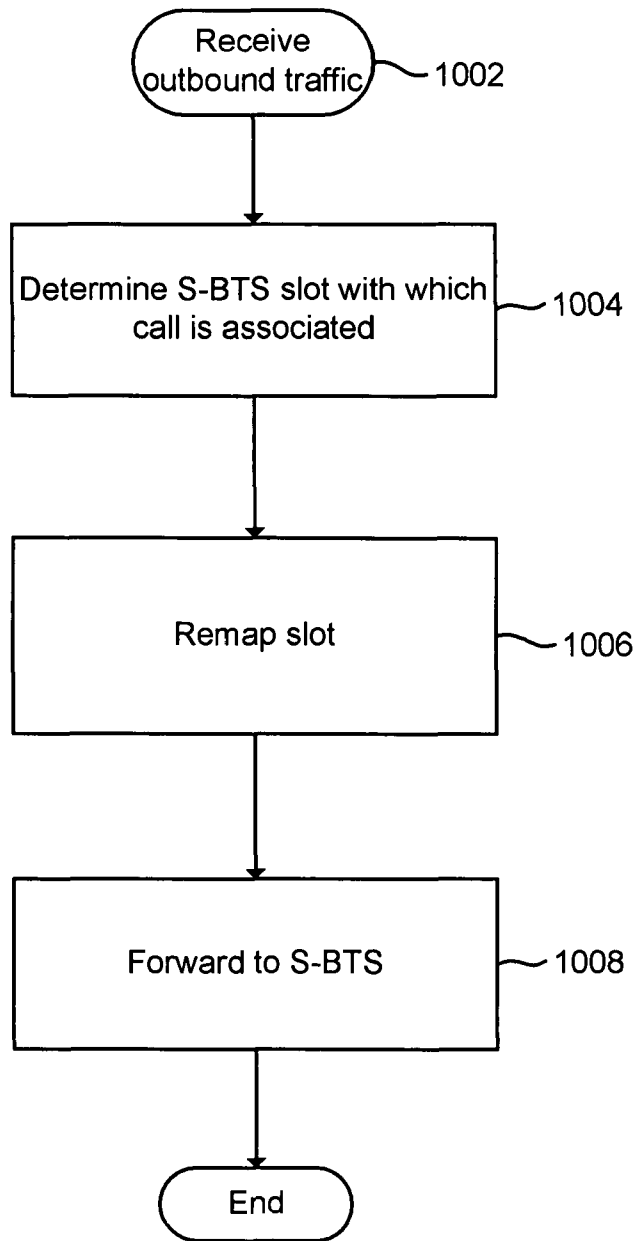 Receive
outbound traffic
1002
Determine S-BTS slot with which
call is associated
1004
Remap slot
1006
Forward to S-BTS
1008
End